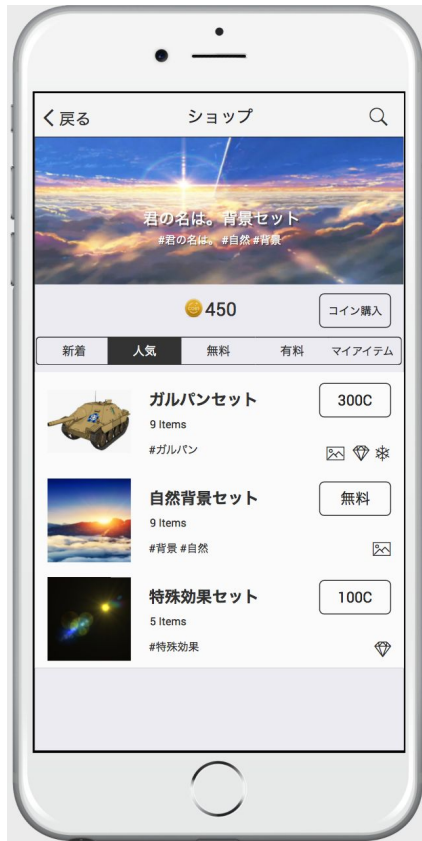 戻る
ショップ
君の名は。背景セット
#君の名は。 #自然 #背景
450
コイン購入
新着
人気
無料
有料
マイアイテム
ガルパンセット
300C
9 Items
#ガルパン
自然背景セット
無料
9 Items
#背景 #自然
特殊効果セット
100C
5 Items
#特殊効果